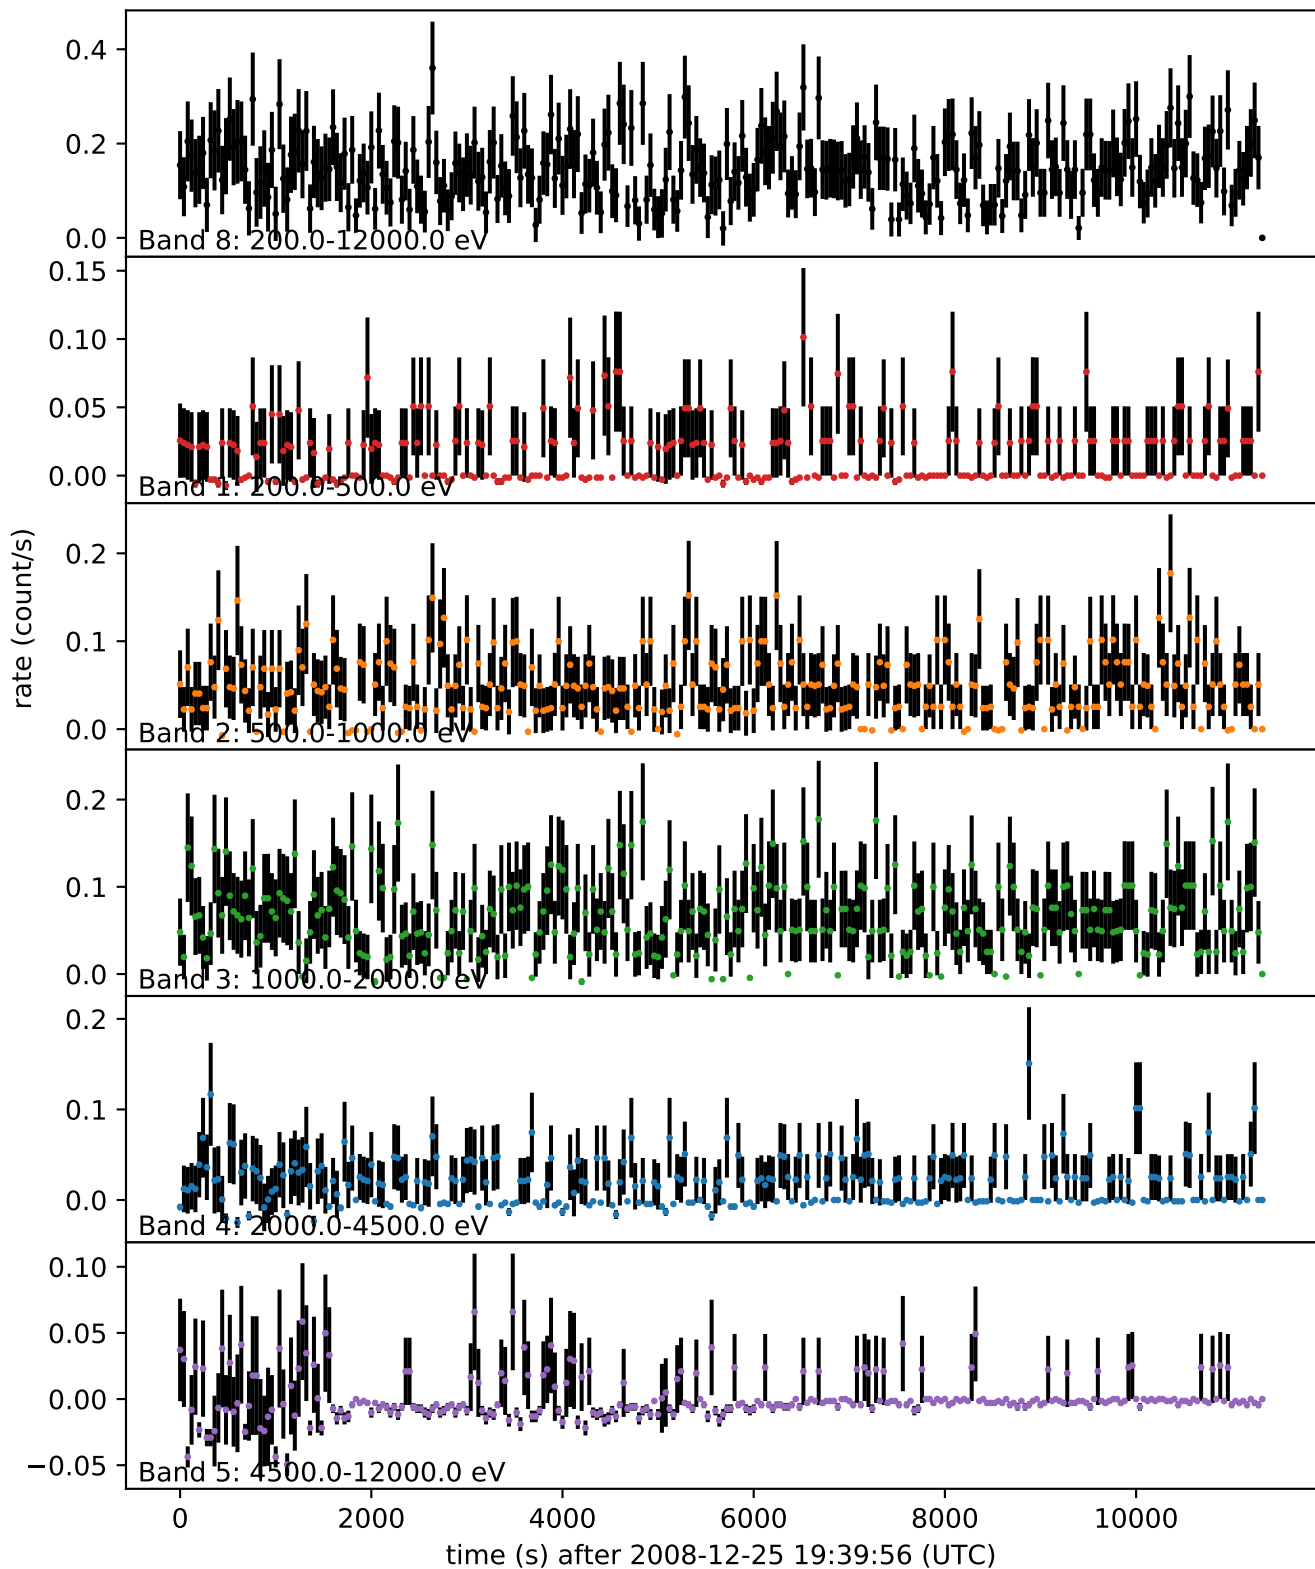 0.4
0.2
0.0
Band 8: 200.0-12000.0 eV
0.15
0.10
0.05
0.00
Band 1: 200.0-500.0 eV
0.2
0.1
0.0
Band 2: 500.0-1000.0 eV
0.2
0.1
0.0
Band 3: 1000.0-2000.0 eV
0.2
0.1
0.0
Band 4: 2000.0-4500.0 eV
0.10
0.05
0.00
−0.05
Band 5: 4500.0-12000.0 eV
rate (count/s)
0 2000 4000 6000 8000 10000
time (s) after 2008-12-25 19:39:56 (UTC)